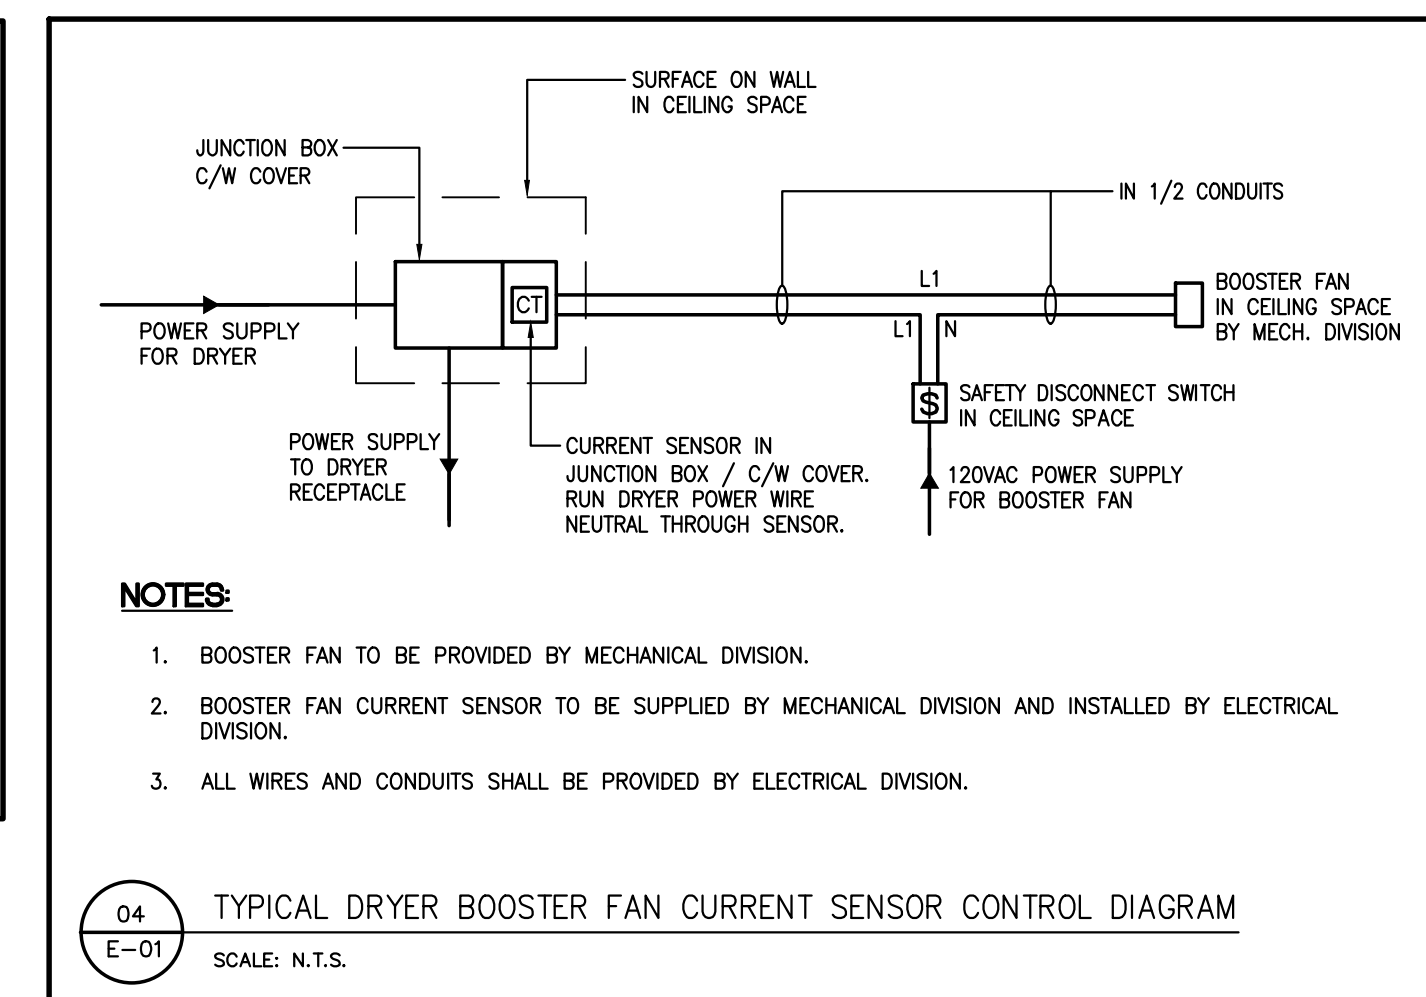 SURFACE ON WALL
IN CEILING SPACE
JUNCTION BOX
C/W COVER
IN 1/2 CONDUITS
L1
CT
BOOSTER FAN
IN CEILING SPACE
BY MECH. DIVISION
POWER SUPPLY
FOR DRYER
L1 N
$
SAFETY DISCONNECT SWITCH
IN CEILING SPACE
POWER SUPPLY
TO DRYER
RECEPTACLE
CURRENT SENSOR IN
JUNCTION BOX / C/W COVER.
RUN DRYER POWER WIRE
NEUTRAL THROUGH SENSOR.
120VAC POWER SUPPLY
FOR BOOSTER FAN
NOTES:
1. BOOSTER FAN TO BE PROVIDED BY MECHANICAL DIVISION.
2. BOOSTER FAN CURRENT SENSOR TO BE SUPPLIED BY MECHANICAL DIVISION AND INSTALLED BY ELECTRICAL
DIVISION.
3. ALL WIRES AND CONDUITS SHALL BE PROVIDED BY ELECTRICAL DIVISION.
04
E-01
TYPICAL DRYER BOOSTER FAN CURRENT SENSOR CONTROL DIAGRAM
SCALE: N.T.S.